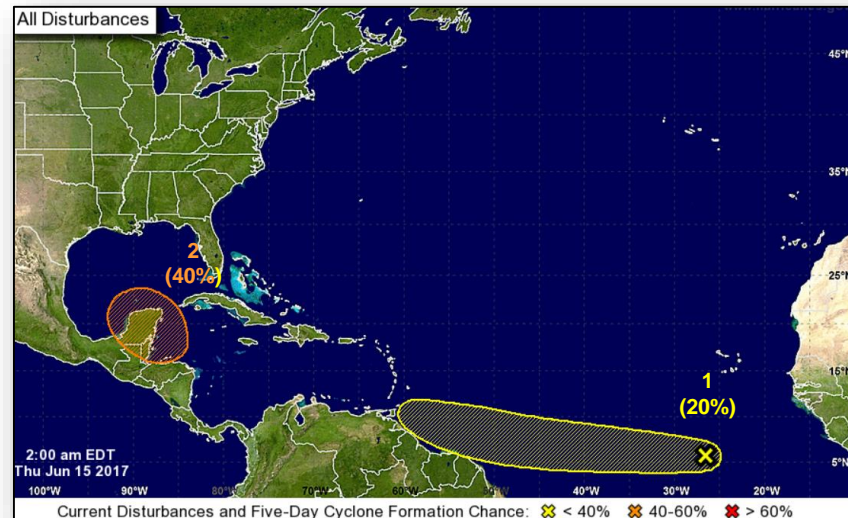 All Disturbances
45°N
35°N
2
(40%)
25°N
15°N
1
(20%)
5°N
2:00 am EDT
Thu Jun 15 2017
100°W 90°W 80°W 70°W 60°W 50°W 40°W 30°W 20°W
Current Disturbances and Five-Day Cyclone Formation Chance: < 40% 40-60% > 60%